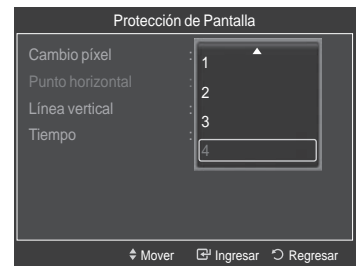 Protección de Pantalla
Cambio píxel :
Punto horizontal :
Línea vertical :
Tiempo :
1
2
3
4
Mover Ingresar Regresar